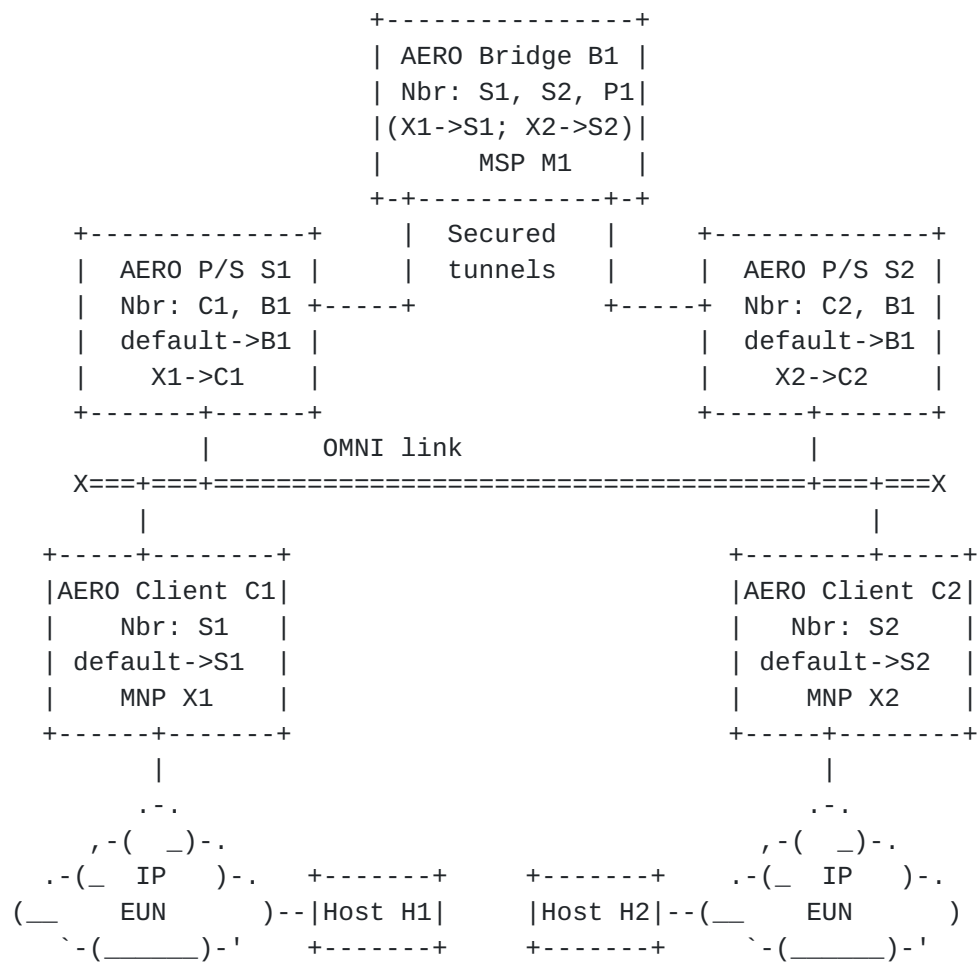 AERO Bridge B1
Nbr: S1, S2, P1
(X1->S1; X2->S2)
MSP M1
Secured
tunnels
AERO P/S S1
Nbr: C1, B1
default->B1
X1->C1
AERO P/S S2
Nbr: C2, B1
default->B1
X2->C2
OMNI link
X X
AERO Client C1
Nbr: S1
default->S1
MNP X1
AERO Client C2
Nbr: S2
default->S2
MNP X2
IP
EUN
Host H1
Host H2
IP
EUN